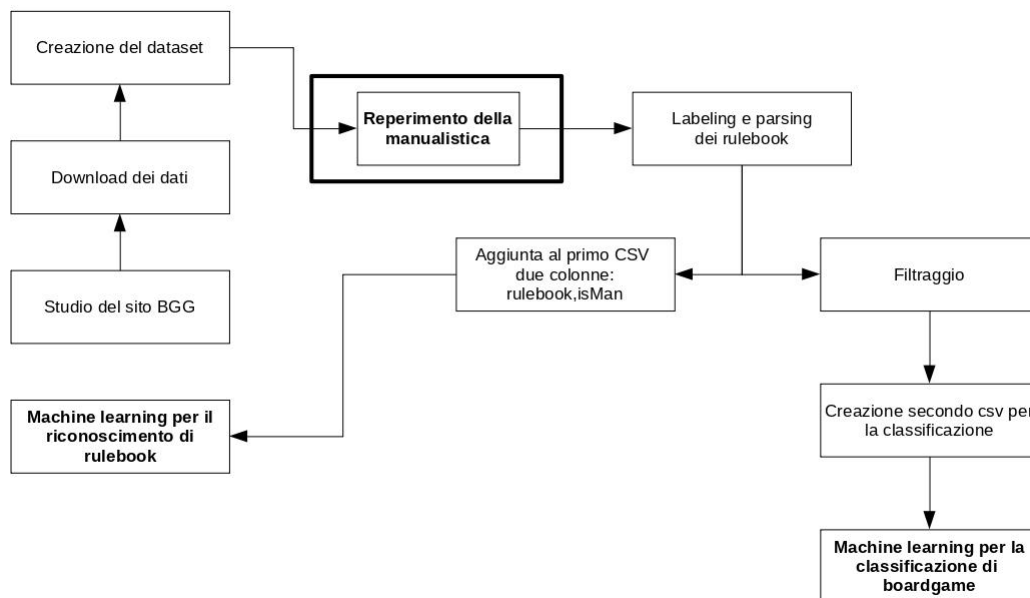 Creazione del dataset
Reperimento della
manualistica
Labeling e parsing
dei rulebook
Download dei dati
Studio del sito BGG
Aggiunta al primo CSV
due colonne:
rulebook,isMan
Filtraggio
Machine learning per il
riconoscimento di
rulebook
Creazione secondo csv per
la classificazione
Machine learning per la
classificazione di
boardgame